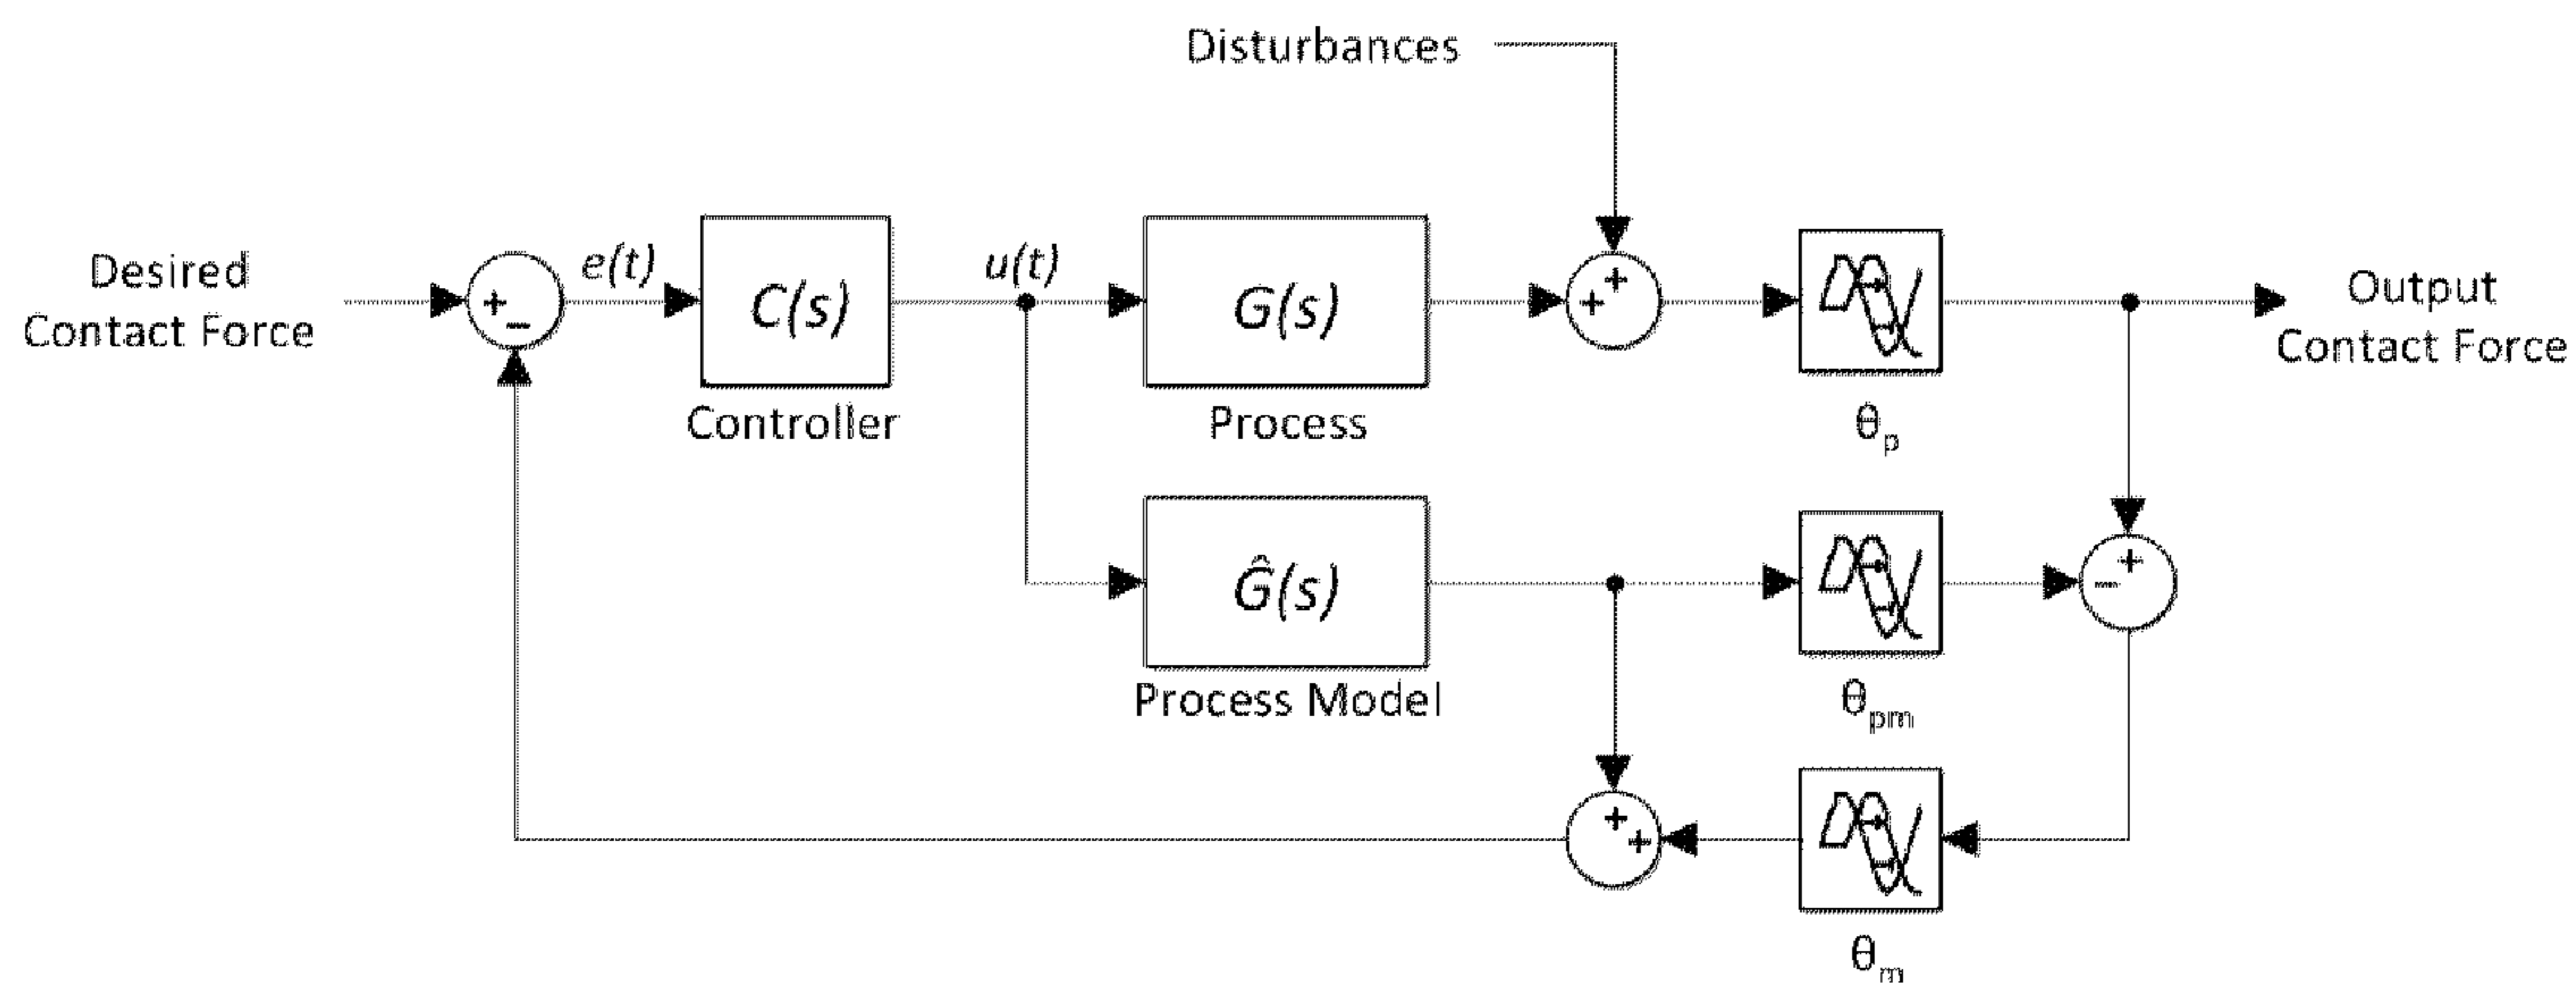 Disturbances
Desired
Contact Force
+
−
e(t)
C(s)
Controller
u(t)
G(s)
Process
+
+
θp
Output
Contact Force
Ĝ(s)
Process Model
θpm
+
−
+
+
θm